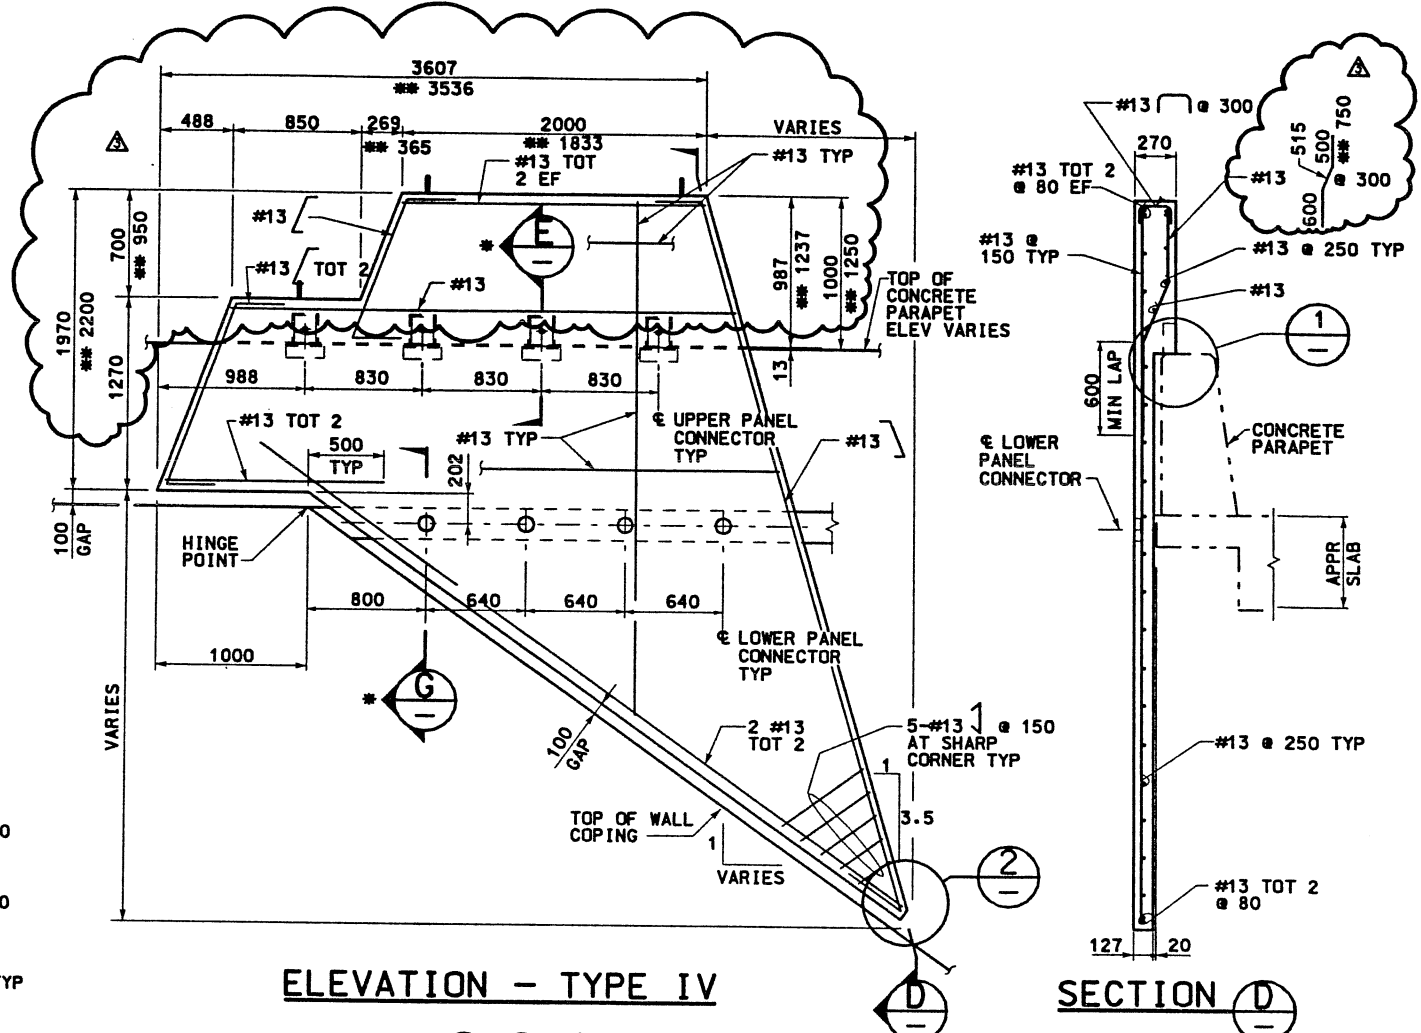 3607
** 3536
488
850
269
** 365
2000
** 1833
VARIES
3
#13 TOT
2 EF
#13 TYP
#13
#13 TOT 2
#13
E
*
700
** 950
1970
** 2200
1270
987
** 1237
1000
** 1250
13
TOP OF
CONCRETE
PARAPET
ELEV VARIES
988
830
830
830
#13 TOT 2
500
TYP
#13 TYP
202
℄ UPPER PANEL
CONNECTOR
TYP
#13
100
GAP
HINGE
POINT
800
640
640
640
1000
℄ LOWER PANEL
CONNECTOR
TYP
G
*
VARIES
100
GAP
2 #13
TOT 2
5-#13 @ 150
AT SHARP
CORNER TYP
1
3.5
TOP OF WALL
COPING
1
VARIES
2
D
0
0
TYP
ELEVATION - TYPE IV
#13 @ 300
3
270
#13 TOT 2
@ 80 EF
#13
515
500
** 750
600
@ 300
#13 @
150 TYP
#13 @ 250 TYP
#13
1
600
MIN LAP
℄ LOWER
PANEL
CONNECTOR
CONCRETE
PARAPET
APPR
SLAB
#13 @ 250 TYP
#13 TOT 2
@ 80
127
20
SECTION D